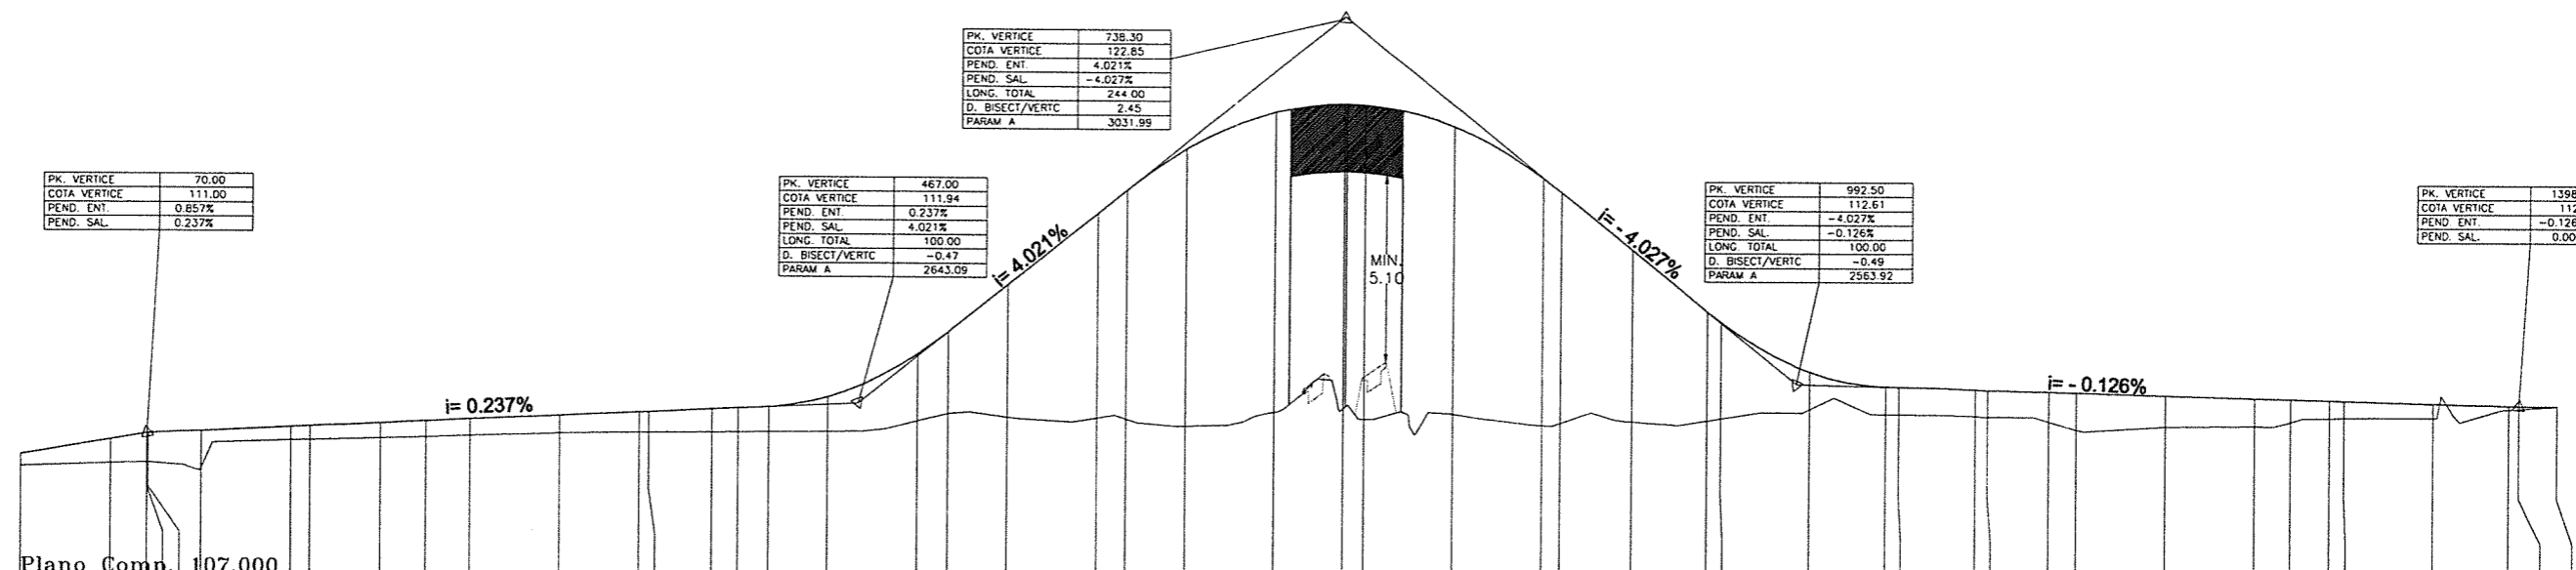 PK. VERTICE 738.30
COTA VERTICE 122.85
PEND. ENT. 4.021%
PEND. SAL. -4.027%
LONG. TOTAL 244.00
D. BISECT/VERTC 2.45
PARAM A 3031.99
PK. VERTICE 70.00
COTA VERTICE 111.00
PEND. ENT. 0.857%
PEND. SAL. 0.237%
PK. VERTICE 467.00
COTA VERTICE 111.94
PEND. ENT. 0.237%
PEND. SAL. 4.021%
LONG. TOTAL 100.00
D. BISECT/VERTC -0.47
PARAM A 2643.09
PK. VERTICE 992.50
COTA VERTICE 112.61
PEND. ENT. -4.027%
PEND. SAL. -0.126%
LONG. TOTAL 100.00
D. BISECT/VERTC -0.49
PARAM A 2563.92
PK. VERTICE 1398
COTA VERTICE 112
PEND ENT. -0.126
PEND. SAL. 0.00
i= 4.021%
i= - 4.027%
MIN.
5.10
i= 0.237%
i= - 0.126%
Plano Comp. 107.000